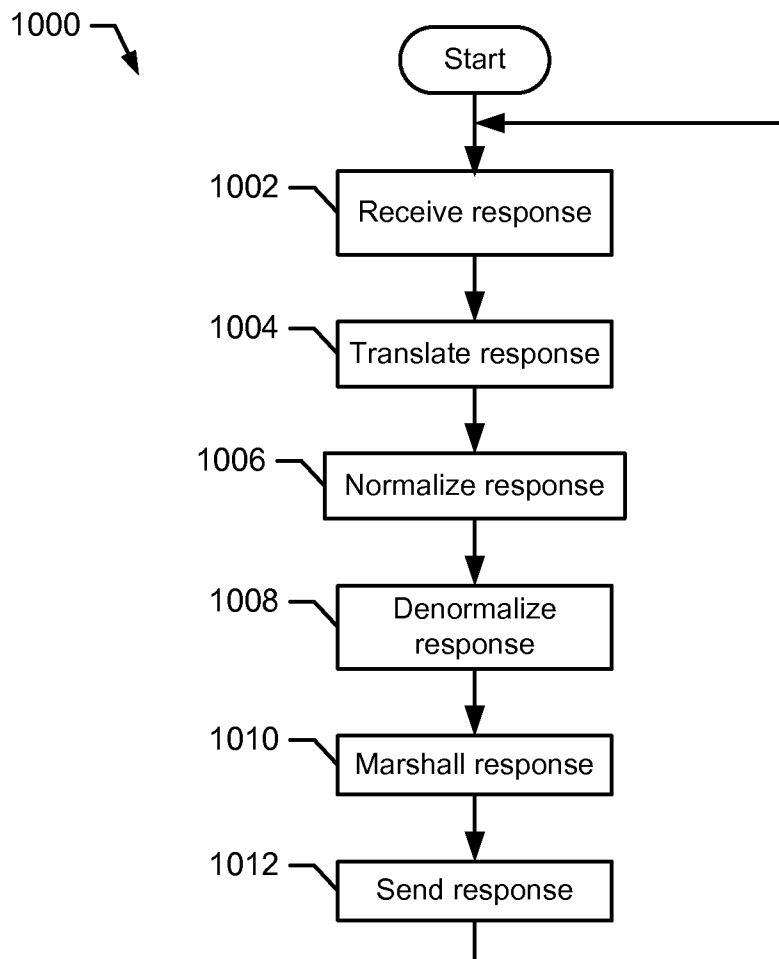 1000
Start
1002
Receive response
1004
Translate response
1006
Normalize response
1008
Denormalize
response
1010
Marshall response
1012
Send response